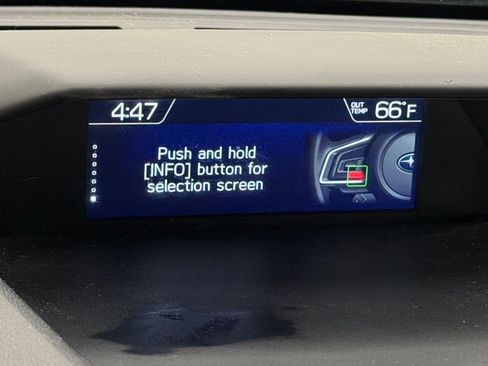 4:47
OUT TEMP 66°F
Push and hold
[INFO] button for
selection screen